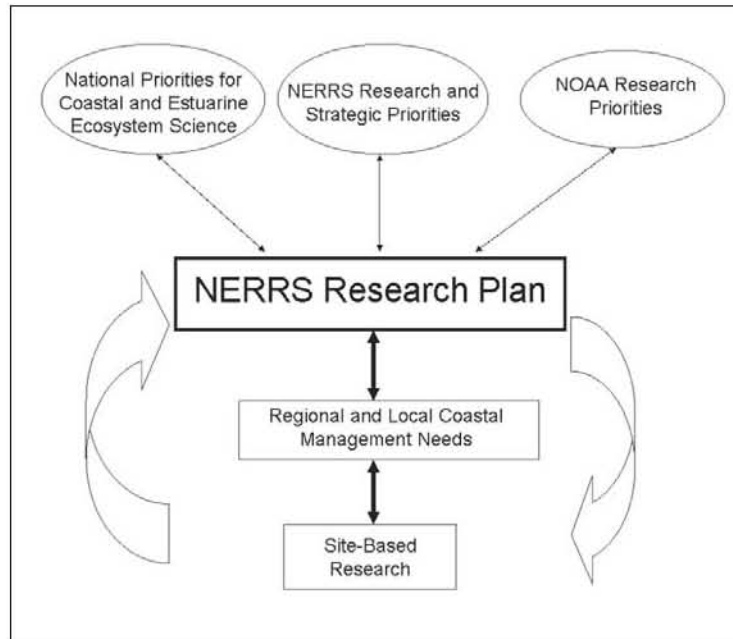 National Priorities for
Coastal and Estuarine
Ecosystem Science
NERRS Research and
Strategic Priorities
NOAA Research
Priorities
NERRS Research Plan
Regional and Local Coastal
Management Needs
Site-Based
Research